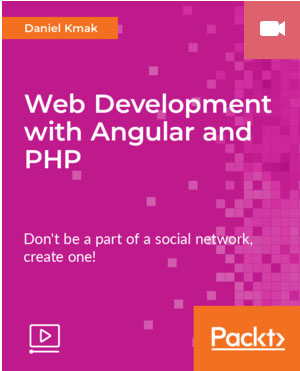 Daniel Kmak
Web Development
with Angular and
PHP
Don't be a part of a social network,
create one!
Packt>